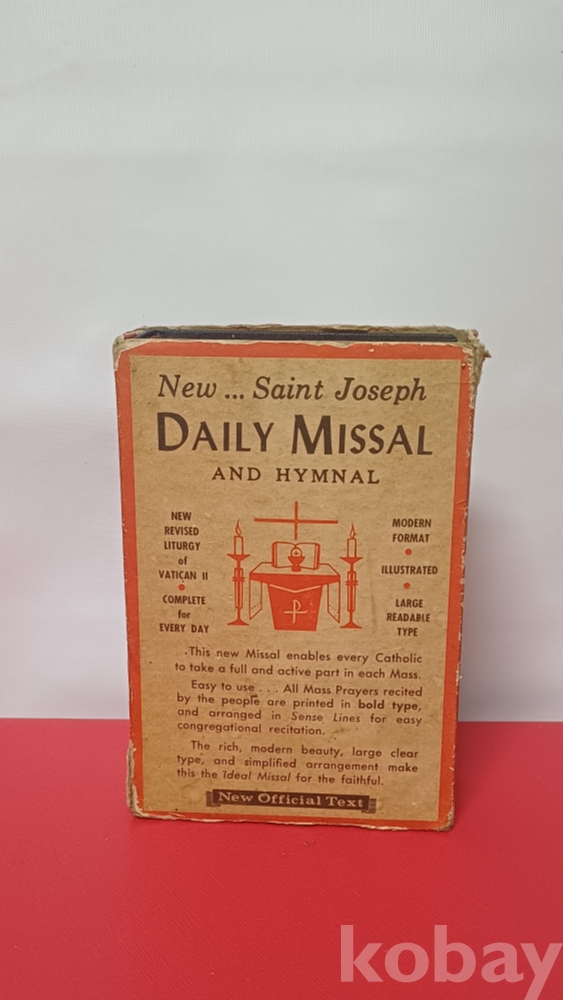 New ... Saint Joseph
DAILY MISSAL
AND HYMNAL
NEW
REVISED
LITURGY
of
VATICAN II
COMPLETE
for
EVERY DAY
MODERN
FORMAT
ILLUSTRATED
LARGE
READABLE
TYPE
This new Missal enables every Catholic
to take a full and active part in each Mass.
Easy to use . . . All Mass Prayers recited
by the people are printed in bold type,
and arranged in Sense Lines for easy
congregational recitation.
The rich, modern beauty, large clear
type, and simplified arrangement make
this the Ideal Missal for the faithful.
New Official Text
kobay